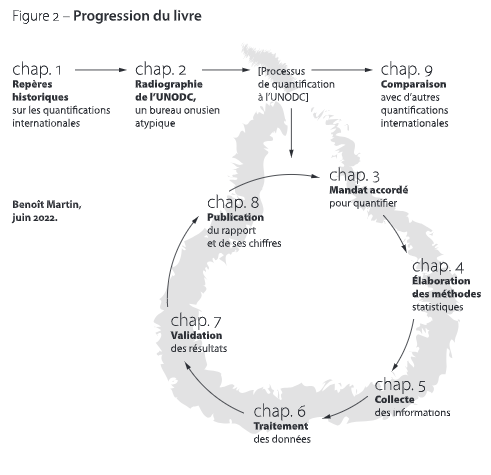 Figure 2 – Progression du livre
chap. 1
Repères
historiques
sur les quantifications
internationales
chap. 2
Radiographie
de l’UNODC,
un bureau onusien
atypique
[Processus
de quantification
à l’UNODC]
chap. 9
Comparaison
avec d’autres
quantifications
internationales
chap. 3
Mandat accordé
pour quantifier
Benoît Martin,
juin 2022.
chap. 8
Publication
du rapport
et de ses chiffres
chap. 4
Élaboration
des méthodes
statistiques
chap. 7
Validation
des résultats
chap. 5
Collecte
des informations
chap. 6
Traitement
des données